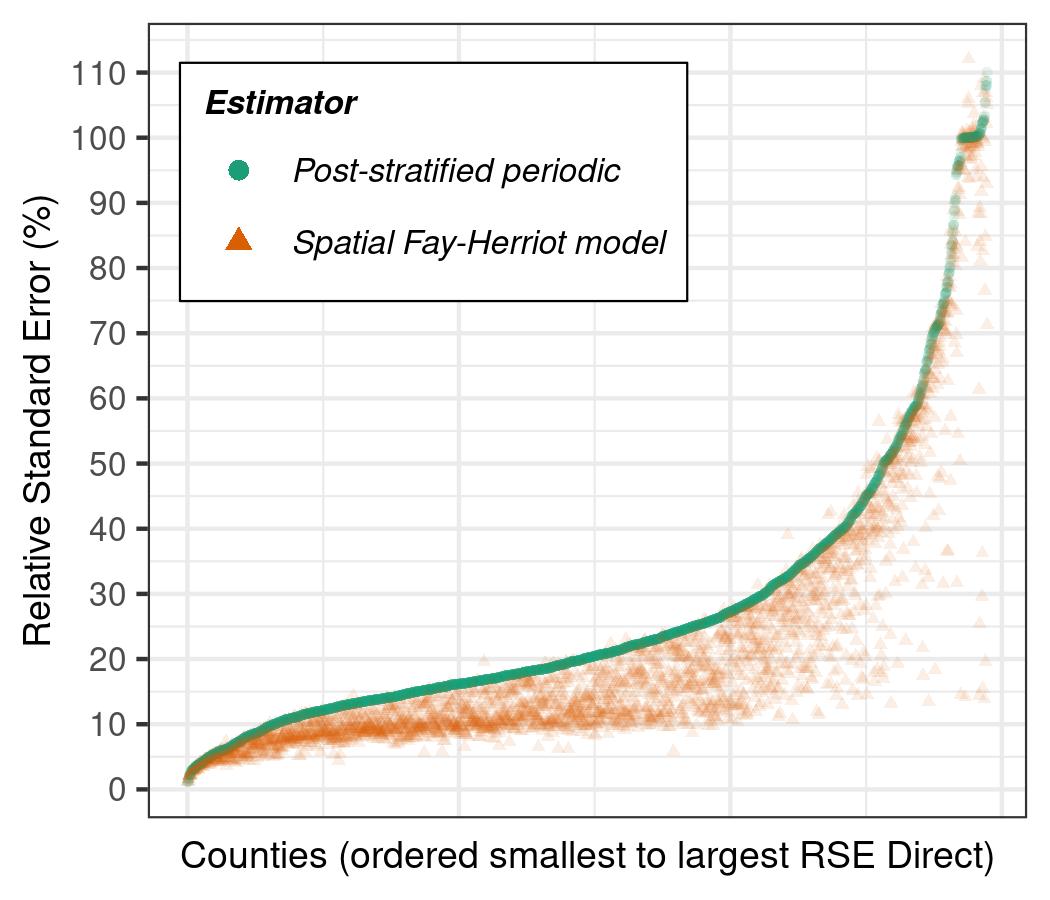 Estimator
Post-stratified periodic
Spatial Fay-Herriot model
110
100
90
80
70
60
50
40
30
20
10
0
Relative Standard Error (%)
Counties (ordered smallest to largest RSE Direct)